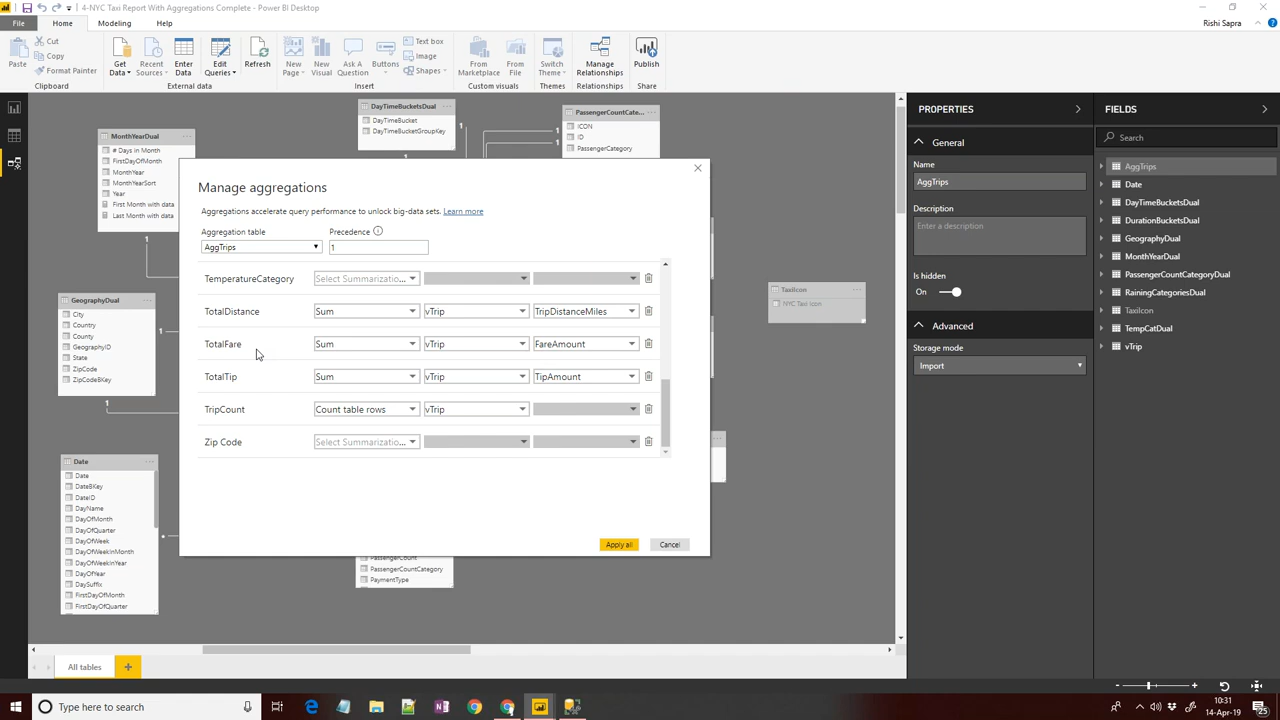 4-NYC Taxi Report With Aggregations Complete - Power BI Desktop
File
Home
Modeling
Help
Rishi Sapra
Paste
Cut
Copy
Format Painter
Clipboard
Get Data
Recent Sources
Enter Data
Edit Queries
Refresh
External data
New Page
New Visual
Ask A Question
Buttons
Text box
Image
Shapes
Insert
From Marketplace
From File
Custom visuals
Switch Theme
Themes
Manage Relationships
Relationships
Publish
Share
MonthYearDual
# Days in Month
FirstDayOfMonth
MonthYear
MonthYearSort
Year
First Month with data
Last Month with data
1
DayTimeBucketsDual
DayTimeBucket
DayTimeBucketGroupKey
1
1
PassengerCountCate...
ICON
ID
PassengerCategory
1
1
GeographyDual
City
Country
County
GeographyID
State
ZipCode
ZipCodeBKey
1
1
Date
Date
DateBKey
DateID
DayName
DayOfMonth
DayOfQuarter
DayOfWeek
DayOfWeekInMonth
DayOfWeekInYear
DayOfYear
DaySuffix
FirstDayOfMonth
FirstDayOfQuarter
PassengerCount
PassengerCountCategory
PaymentType
TaxiIcon
NYC Taxi icon
Manage aggregations
Aggregations accelerate query performance to unlock big-data sets. Learn more
Aggregation table
Precedence
AggTrips
1
TemperatureCategory Select Summarizatio...
TotalDistance Sum vTrip TripDistanceMiles
TotalFare Sum vTrip FareAmount
TotalTip Sum vTrip TipAmount
TripCount Count table rows vTrip
Zip Code Select Summarizatio...
Apply all
Cancel
PROPERTIES
General
Name
AggTrips
Description
Enter a description
Is hidden
On
Advanced
Storage mode
Import
FIELDS
Search
AggTrips
Date
DayTimeBucketsDual
DurationBucketsDual
GeographyDual
MonthYearDual
PassengerCountCategoryDual
RainingCategoriesDual
TaxiIcon
TempCatDual
vTrip
All tables
Type here to search
10:31
14-Apr-19